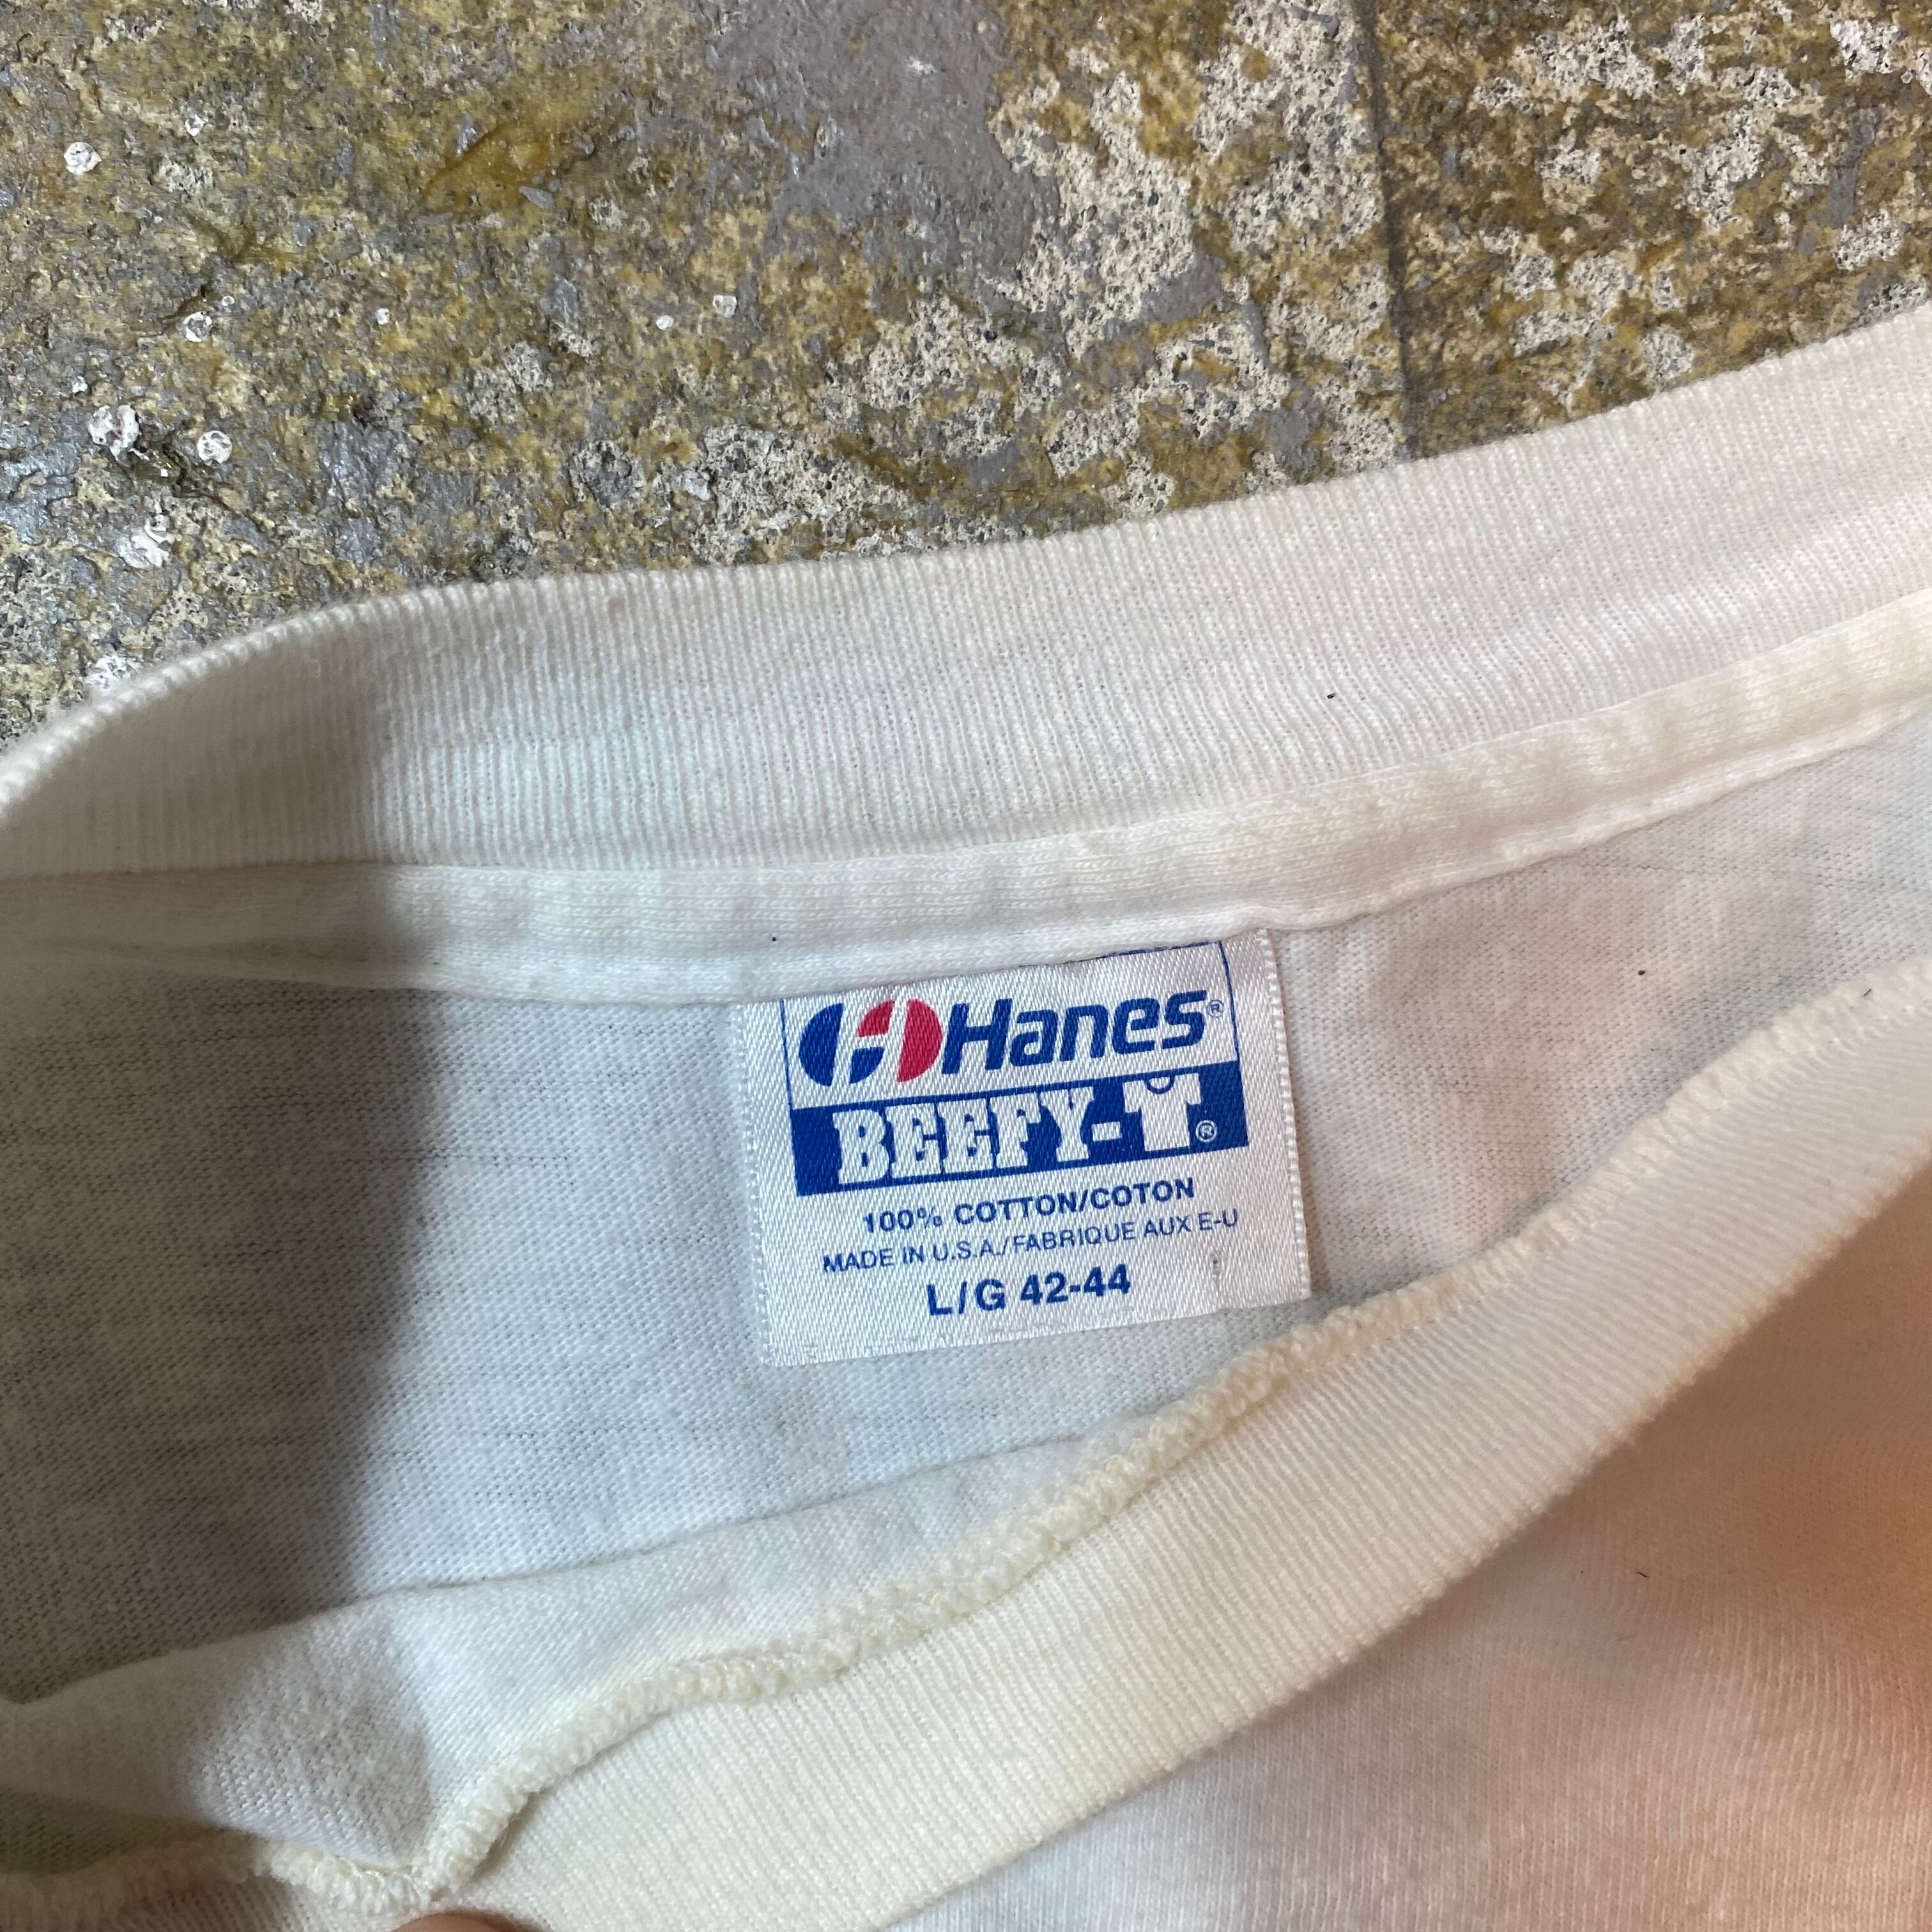 Hanes®
BEEFY-T®
100% COTTON/COTON
MADE IN U.S.A./FABRIQUE AUX E-U
L/G 42-44